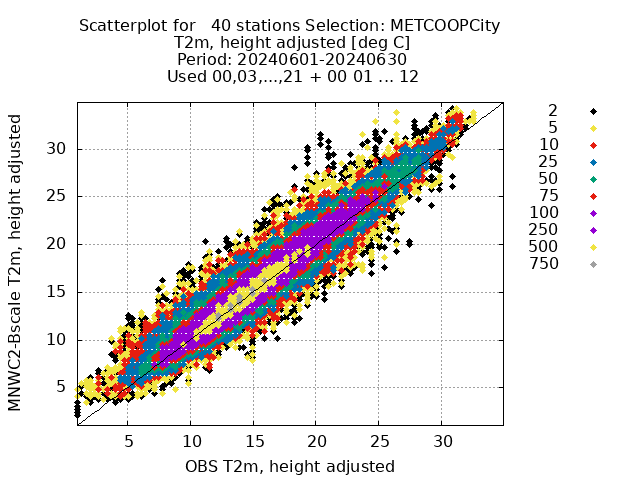 Scatterplot for   40 stations Selection: METCOOPCity
T2m, height adjusted [deg C]
Period: 20240601-20240630
Used 00,03,...,21 + 00 01 ... 12
MNWC2-Bscale T2m, height adjusted
30
25
20
15
10
5
5 10 15 20 25 30
OBS T2m, height adjusted
2
5
10
25
50
75
100
250
500
750